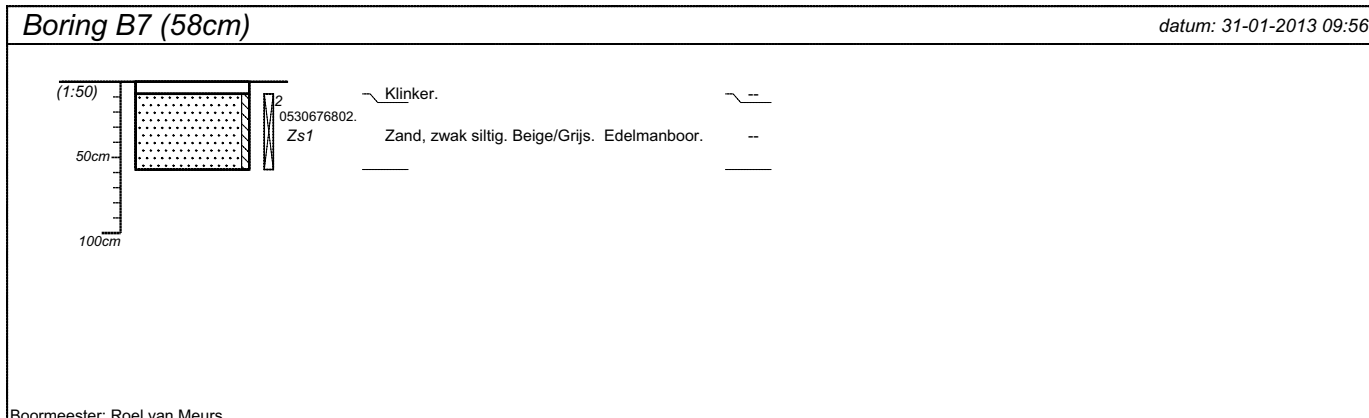 Boring B7 (58cm)
datum: 31-01-2013 09:56
(1:50)
2
Klinker.
--
0530676802.
Zs1
Zand, zwak siltig. Beige/Grijs. Edelmanboor.
--
50cm
100cm
Boormeester: Roel van Meurs